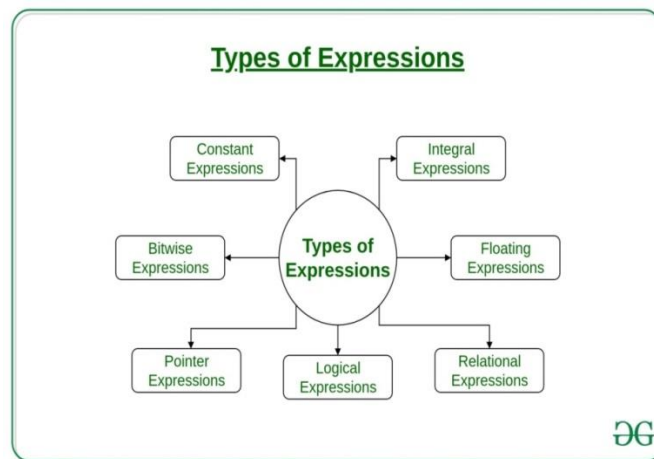 Types of Expressions
Constant
Expressions
Integral
Expressions
Types of
Expressions
Bitwise
Expressions
Floating
Expressions
Pointer
Expressions
Logical
Expressions
Relational
Expressions